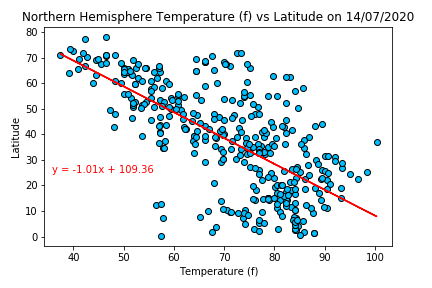 Northern Hemisphere Temperature (f) vs Latitude on 14/07/2020
80
70
60
50
40
30
20
10
0
Latitude
y = -1.01x + 109.36
40 50 60 70 80 90 100
Temperature (f)